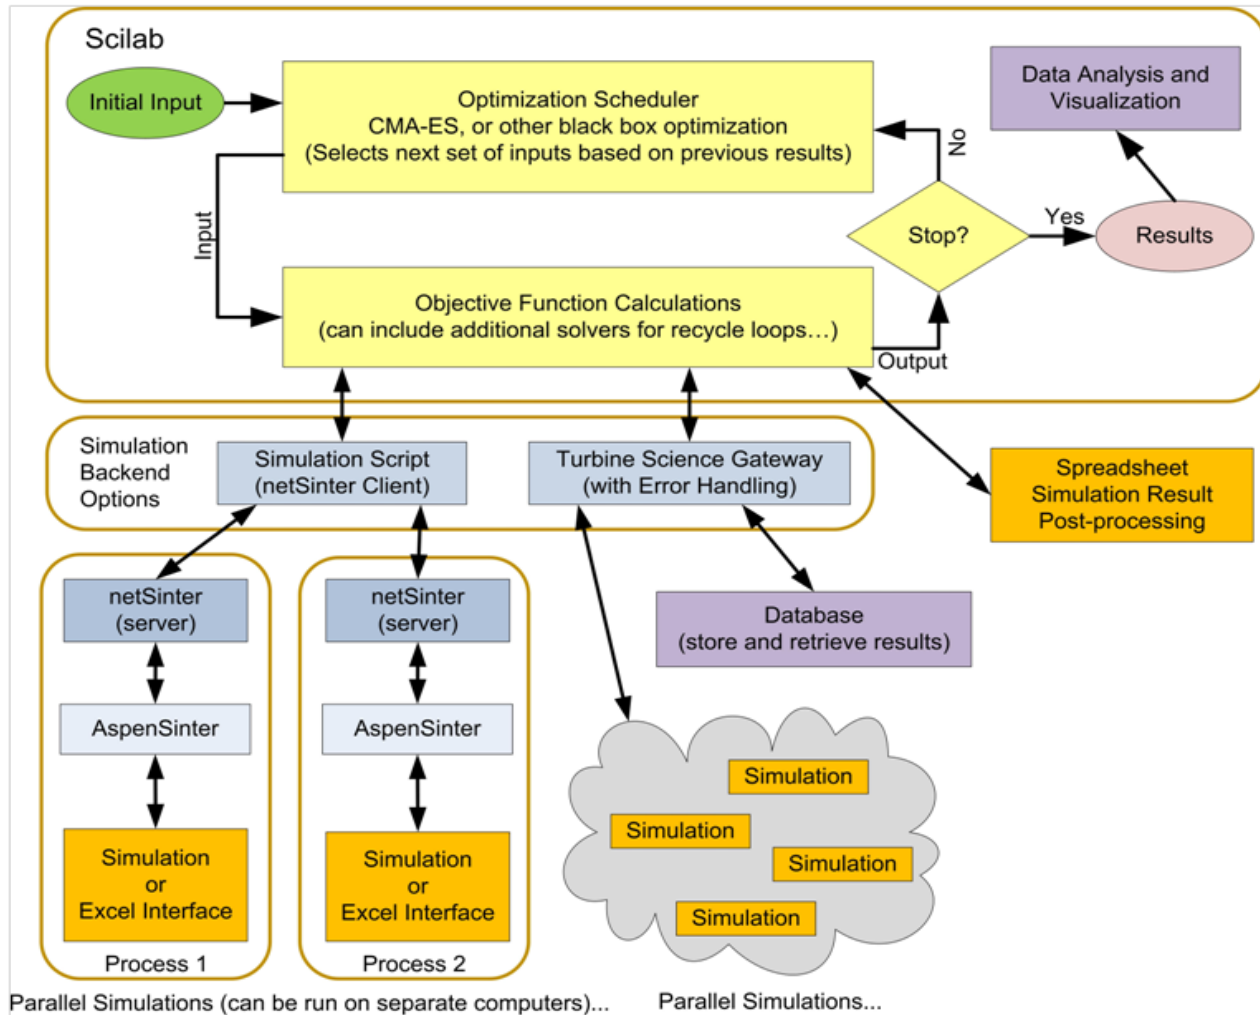 Scilab
Initial Input
Optimization Scheduler
CMA-ES, or other black box optimization
(Selects next set of inputs based on previous results)
Data Analysis and
Visualization
No
Input
Stop?
Yes
Results
Objective Function Calculations
(can include additional solvers for recycle loops…)
Output
Simulation
Backend
Options
Simulation Script
(netSinter Client)
Turbine Science Gateway
(with Error Handling)
Spreadsheet
Simulation Result
Post-processing
netSinter
(server)
netSinter
(server)
Database
(store and retrieve results)
AspenSinter
AspenSinter
Simulation
or
Excel Interface
Simulation
or
Excel Interface
Simulation
Simulation
Simulation
Simulation
Process 1
Process 2
Parallel Simulations (can be run on separate computers)...
Parallel Simulations...